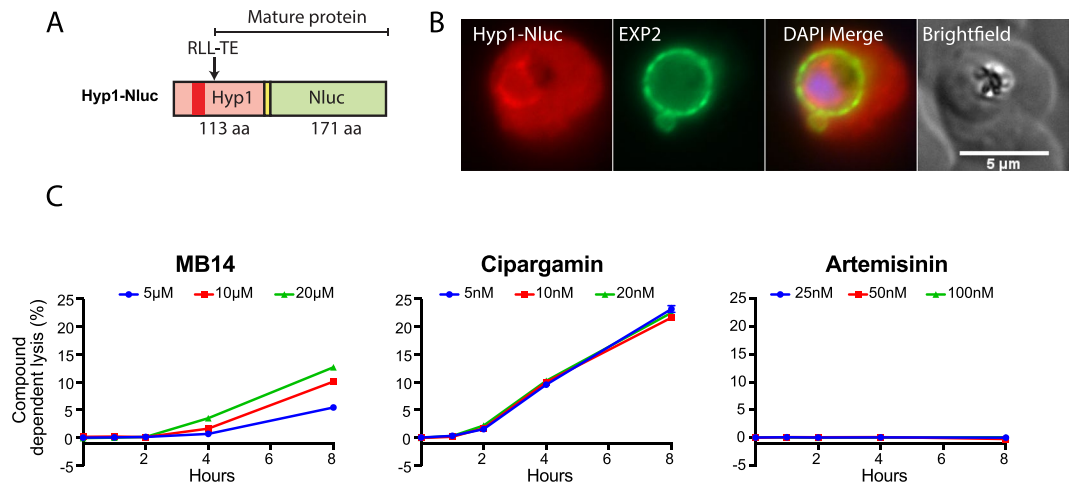 A
Mature protein
RLL-TE
Hyp1-Nluc
Hyp1
Nluc
113 aa
171 aa
B
Hyp1-Nluc
EXP2
DAPI Merge
Brightfield
5 µm
C
MB14
5µM
10µM
20µM
Compound
dependent lysis (%)
25
20
15
10
5
0
-5
2
4
6
8
Hours
Cipargamin
5nM
10nM
20nM
25
20
15
10
5
0
-5
2
4
6
8
Hours
Artemisinin
25nM
50nM
100nM
25
20
15
10
5
0
-5
2
4
6
8
Hours